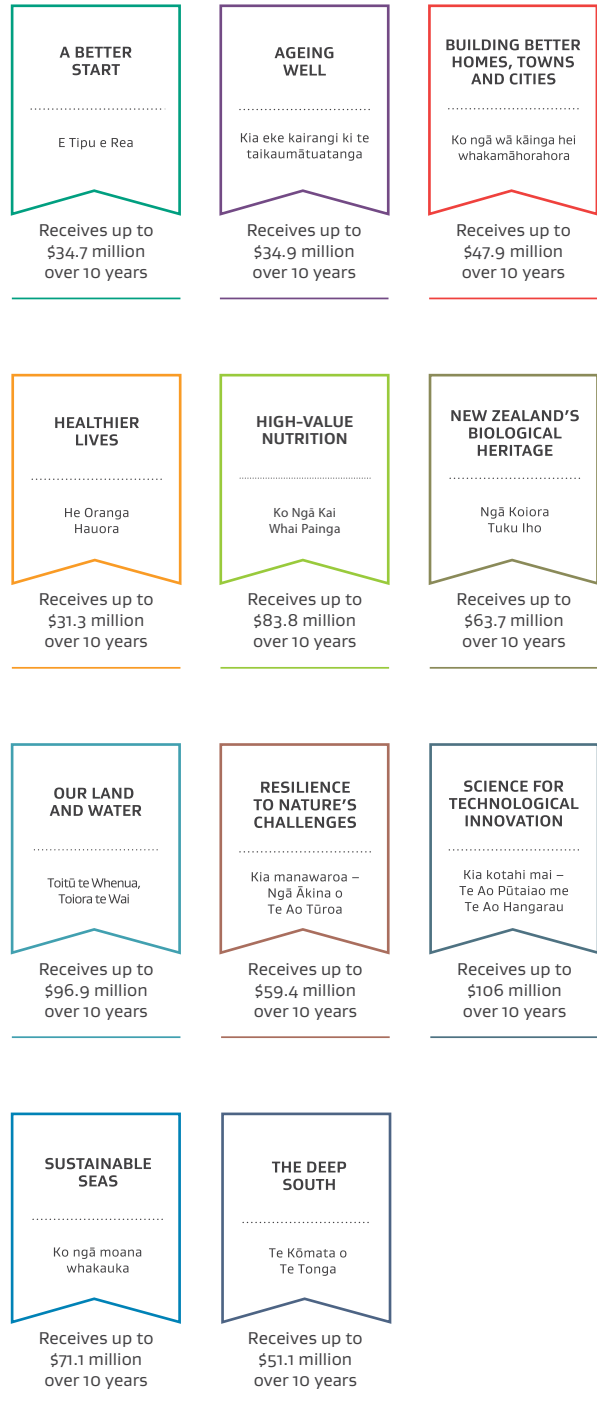 A BETTER
START
E Tipu e Rea
Receives up to
$34.7 million
over 10 years
AGEING
WELL
Kia eke kairangi ki te
taikaumātuatanga
Receives up to
$34.9 million
over 10 years
BUILDING BETTER
HOMES, TOWNS
AND CITIES
Ko ngā wā kāinga hei
whakamāhorahora
Receives up to
$47.9 million
over 10 years
HEALTHIER
LIVES
He Oranga
Hauora
Receives up to
$31.3 million
over 10 years
HIGH-VALUE
NUTRITION
Ko Ngā Kai
Whai Painga
Receives up to
$83.8 million
over 10 years
NEW ZEALAND'S
BIOLOGICAL
HERITAGE
Ngā Koiora
Tuku Iho
Receives up to
$63.7 million
over 10 years
OUR LAND
AND WATER
Toitū te Whenua,
Toiora te Wai
Receives up to
$96.9 million
over 10 years
RESILIENCE
TO NATURE'S
CHALLENGES
Kia manawaroa –
Ngā Ākina o
Te Ao Tūroa
Receives up to
$59.4 million
over 10 years
SCIENCE FOR
TECHNOLOGICAL
INNOVATION
Kia kotahi mai –
Te Ao Pūtaiao me
Te Ao Hangarau
Receives up to
$106 million
over 10 years
SUSTAINABLE
SEAS
Ko ngā moana
whakauka
Receives up to
$71.1 million
over 10 years
THE DEEP
SOUTH
Te Kōmata o
Te Tonga
Receives up to
$51.1 million
over 10 years